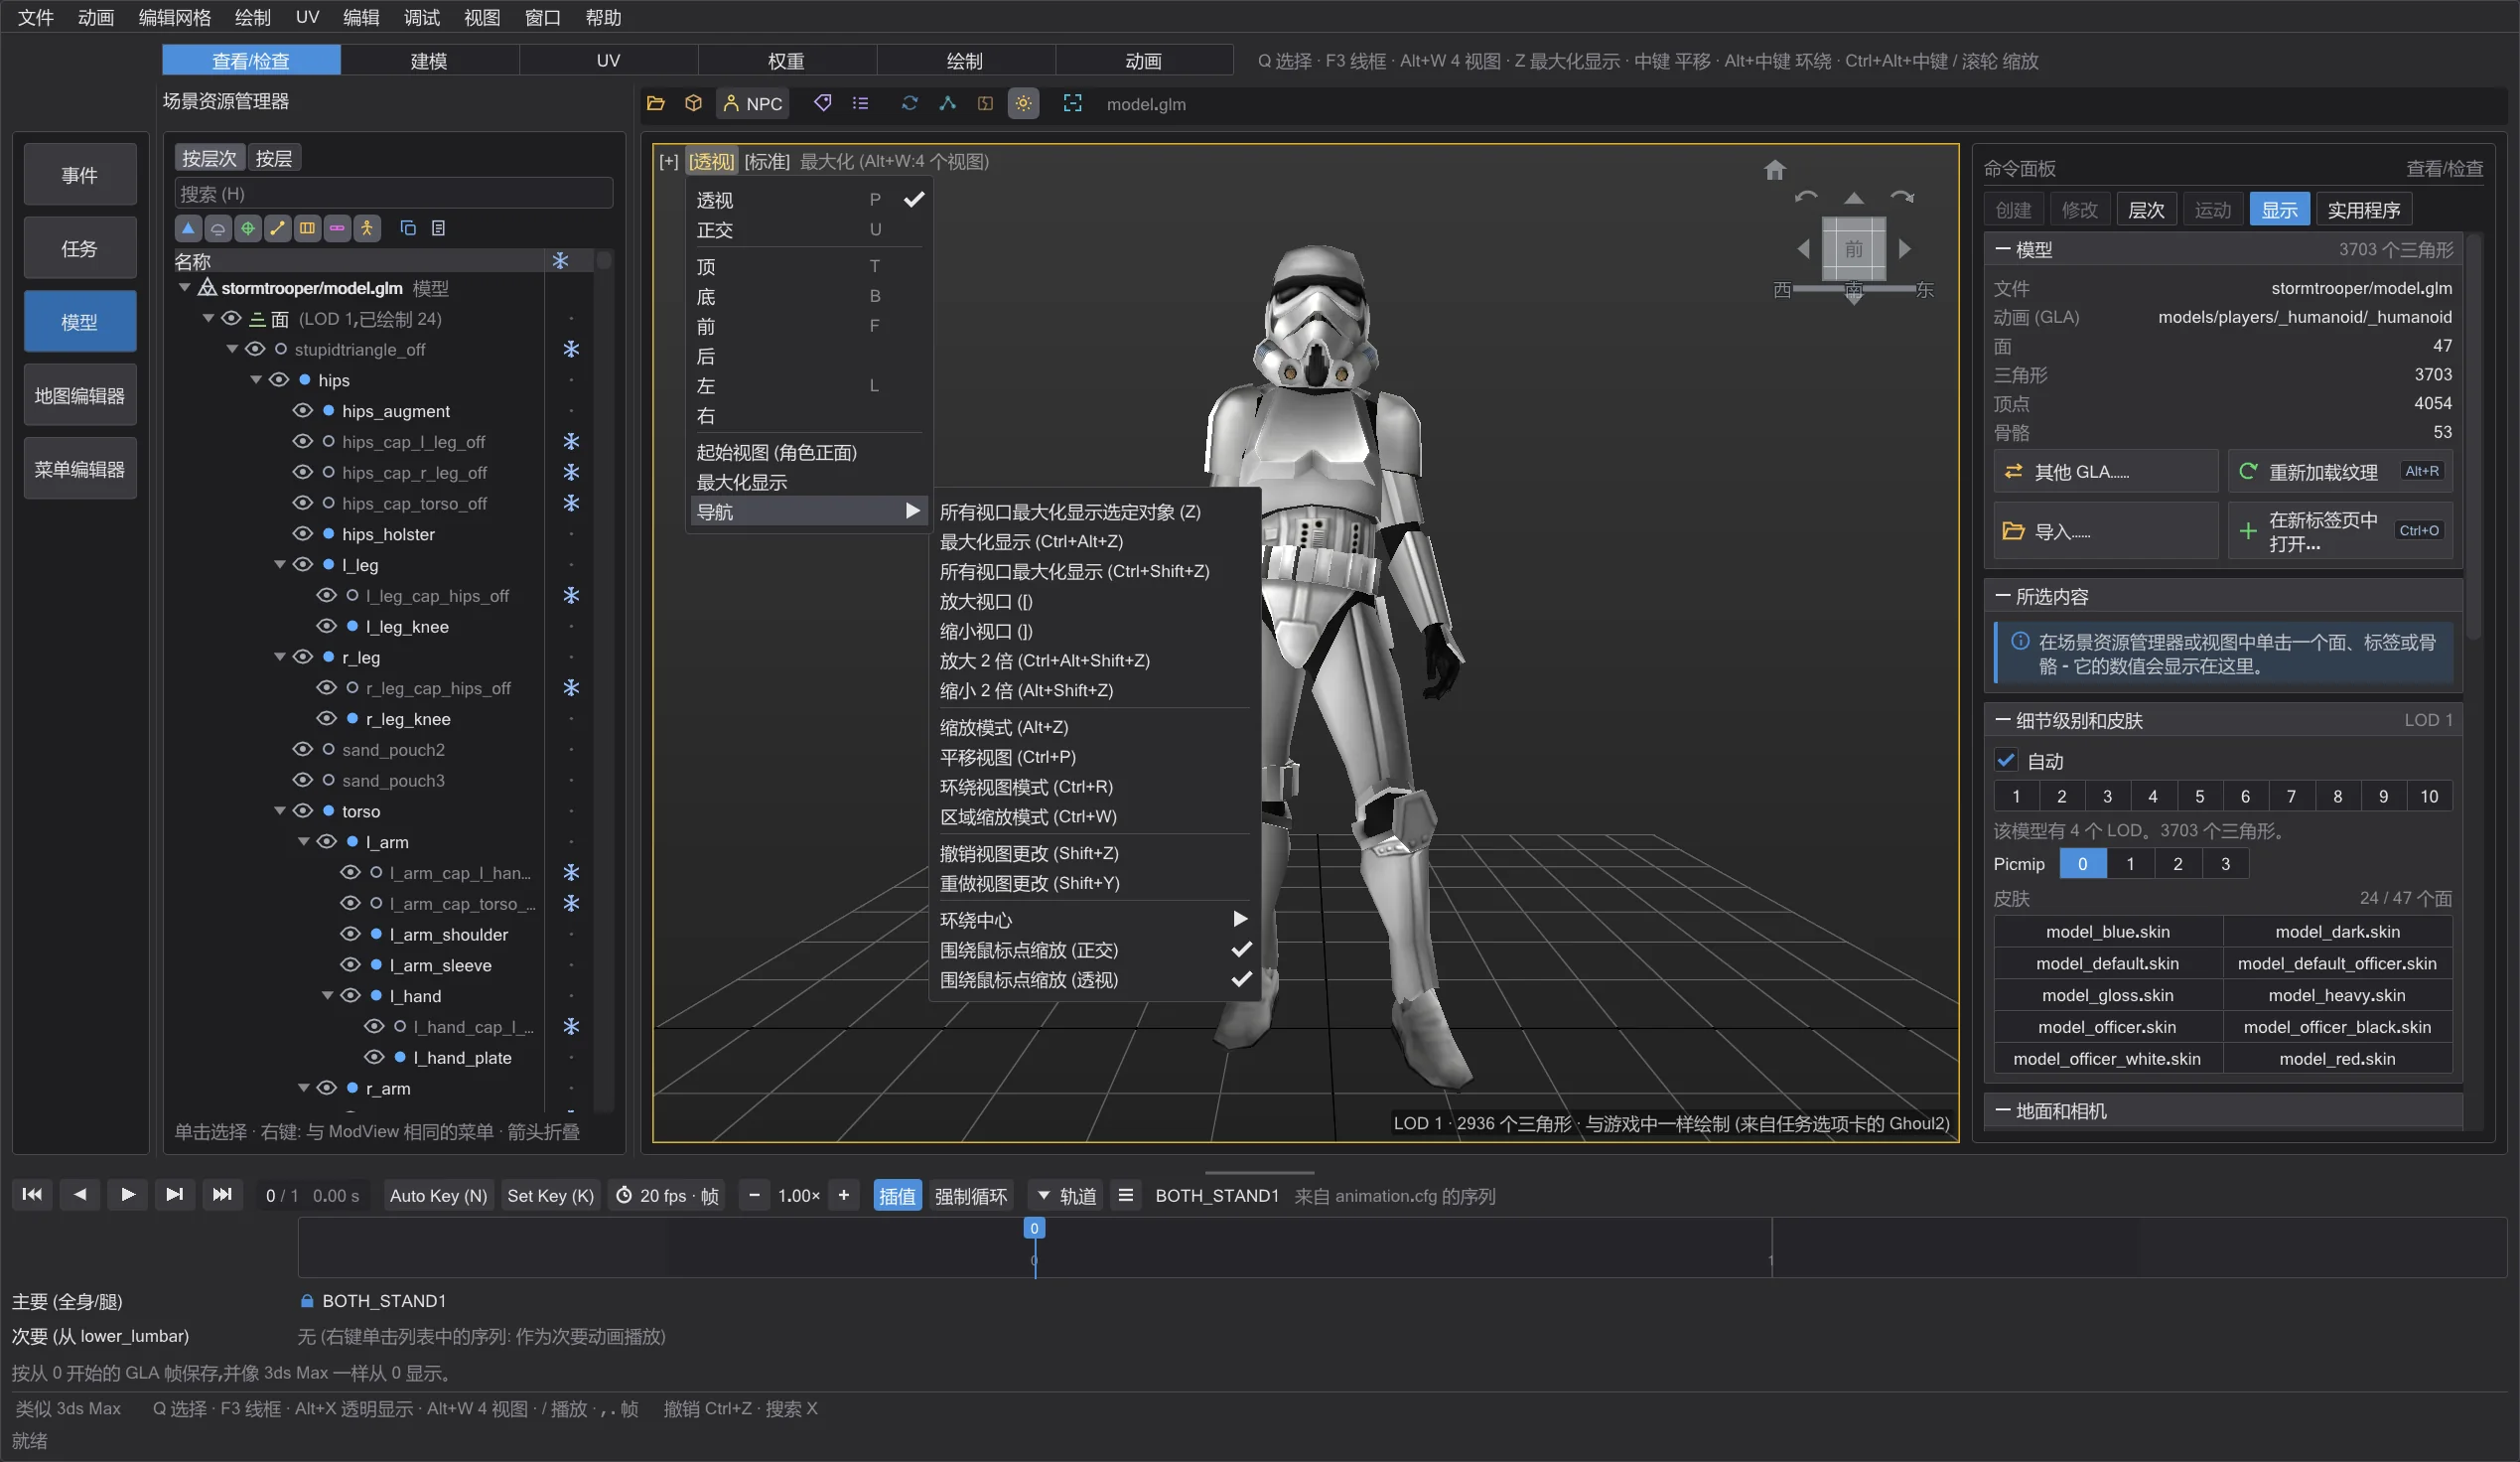 文件 动画 编辑网格 绘制 UV 编辑 调试 视图 窗口 帮助
查看/检查 建模 UV 权重 绘制 动画 Q 选择 · F3 线框 · Alt+W 4 视图 · Z 最大化显示 · 中键 平移 · Alt+中键 环绕 · Ctrl+Alt+中键 / 滚轮 缩放
场景资源管理器
NPC model.glm
事件
任务
模型
地图编辑器
菜单编辑器
按层次 按层
搜索 (H)
名称
stormtrooper/model.glm 模型
面 (LOD 1,已绘制 24)
stupidtriangle_off
hips
hips_augment
hips_cap_l_leg_off
hips_cap_r_leg_off
hips_cap_torso_off
hips_holster
l_leg
l_leg_cap_hips_off
l_leg_knee
r_leg
r_leg_cap_hips_off
r_leg_knee
sand_pouch2
sand_pouch3
torso
l_arm
l_arm_cap_l_han...
l_arm_cap_torso_...
l_arm_shoulder
l_arm_sleeve
l_hand
l_hand_cap_l_...
l_hand_plate
r_arm
单击选择 · 右键: 与 ModView 相同的菜单 · 箭头折叠
[+] [透视] [标准] 最大化 (Alt+W:4 个视图)
透视 P
正交 U
顶 T
底 B
前 F
后
左 L
右
起始视图 (角色正面)
最大化显示
导航
所有视口最大化显示选定对象 (Z)
最大化显示 (Ctrl+Alt+Z)
所有视口最大化显示 (Ctrl+Shift+Z)
放大视口 ([)
缩小视口 (])
放大 2 倍 (Ctrl+Alt+Shift+Z)
缩小 2 倍 (Alt+Shift+Z)
缩放模式 (Alt+Z)
平移视图 (Ctrl+P)
环绕视图模式 (Ctrl+R)
区域缩放模式 (Ctrl+W)
撤销视图更改 (Shift+Z)
重做视图更改 (Shift+Y)
环绕中心
围绕鼠标点缩放 (正交)
围绕鼠标点缩放 (透视)
前
西 南 东
LOD 1 · 2936 个三角形 · 与游戏中一样绘制 (来自任务选项卡的 Ghoul2)
命令面板 查看/检查
创建 修改 层次 运动 显示 实用程序
模型 3703 个三角形
文件 stormtrooper/model.glm
动画 (GLA) models/players/_humanoid/_humanoid
面 47
三角形 3703
顶点 4054
骨骼 53
其他 GLA...... 重新加载纹理 Alt+R
导入...... 在新标签页中打开... Ctrl+O
所选内容
在场景资源管理器或视图中单击一个面、标签或骨
骼 - 它的数值会显示在这里。
细节级别和皮肤 LOD 1
自动
1 2 3 4 5 6 7 8 9 10
该模型有 4 个 LOD。3703 个三角形。
Picmip 0 1 2 3
皮肤 24 / 47 个面
model_blue.skin model_dark.skin
model_default.skin model_default_officer.skin
model_gloss.skin model_heavy.skin
model_officer.skin model_officer_black.skin
model_officer_white.skin model_red.skin
地面和相机
0 / 1 0.00 s Auto Key (N) Set Key (K) 20 fps · 帧 − 1.00× + 插值 强制循环 轨道 BOTH_STAND1 来自 animation.cfg 的序列
0
0 1
主要 (全身/腿) BOTH_STAND1
次要 (从 lower_lumbar) 无 (右键单击列表中的序列: 作为次要动画播放)
按从 0 开始的 GLA 帧保存,并像 3ds Max 一样从 0 显示。
类似 3ds Max Q 选择 · F3 线框 · Alt+X 透明显示 · Alt+W 4 视图 · / 播放 · , . 帧 撤销 Ctrl+Z · 搜索 X
就绪